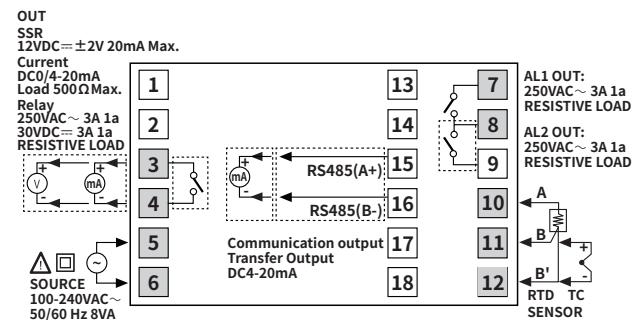 OUT
SSR
12VDC⎓±2V 20mA Max.
Current
DC0/4-20mA
Load 500ΩMax.
Relay
250VAC～ 3A 1a
30VDC⎓ 3A 1a
RESISTIVE LOAD
+
V
-
+
mA
-
SOURCE
100-240VAC～
50/60 Hz 8VA
1
2
3
4
5
6
+
mA
-
RS485(A+)
RS485(B-)
Communication output
Transfer Output
DC4-20mA
13
14
15
16
17
18
7
8
9
10
11
12
AL1 OUT:
250VAC～ 3A 1a
RESISTIVE LOAD
AL2 OUT:
250VAC～ 3A 1a
RESISTIVE LOAD
A
B
B'
+
-
RTD TC
SENSOR